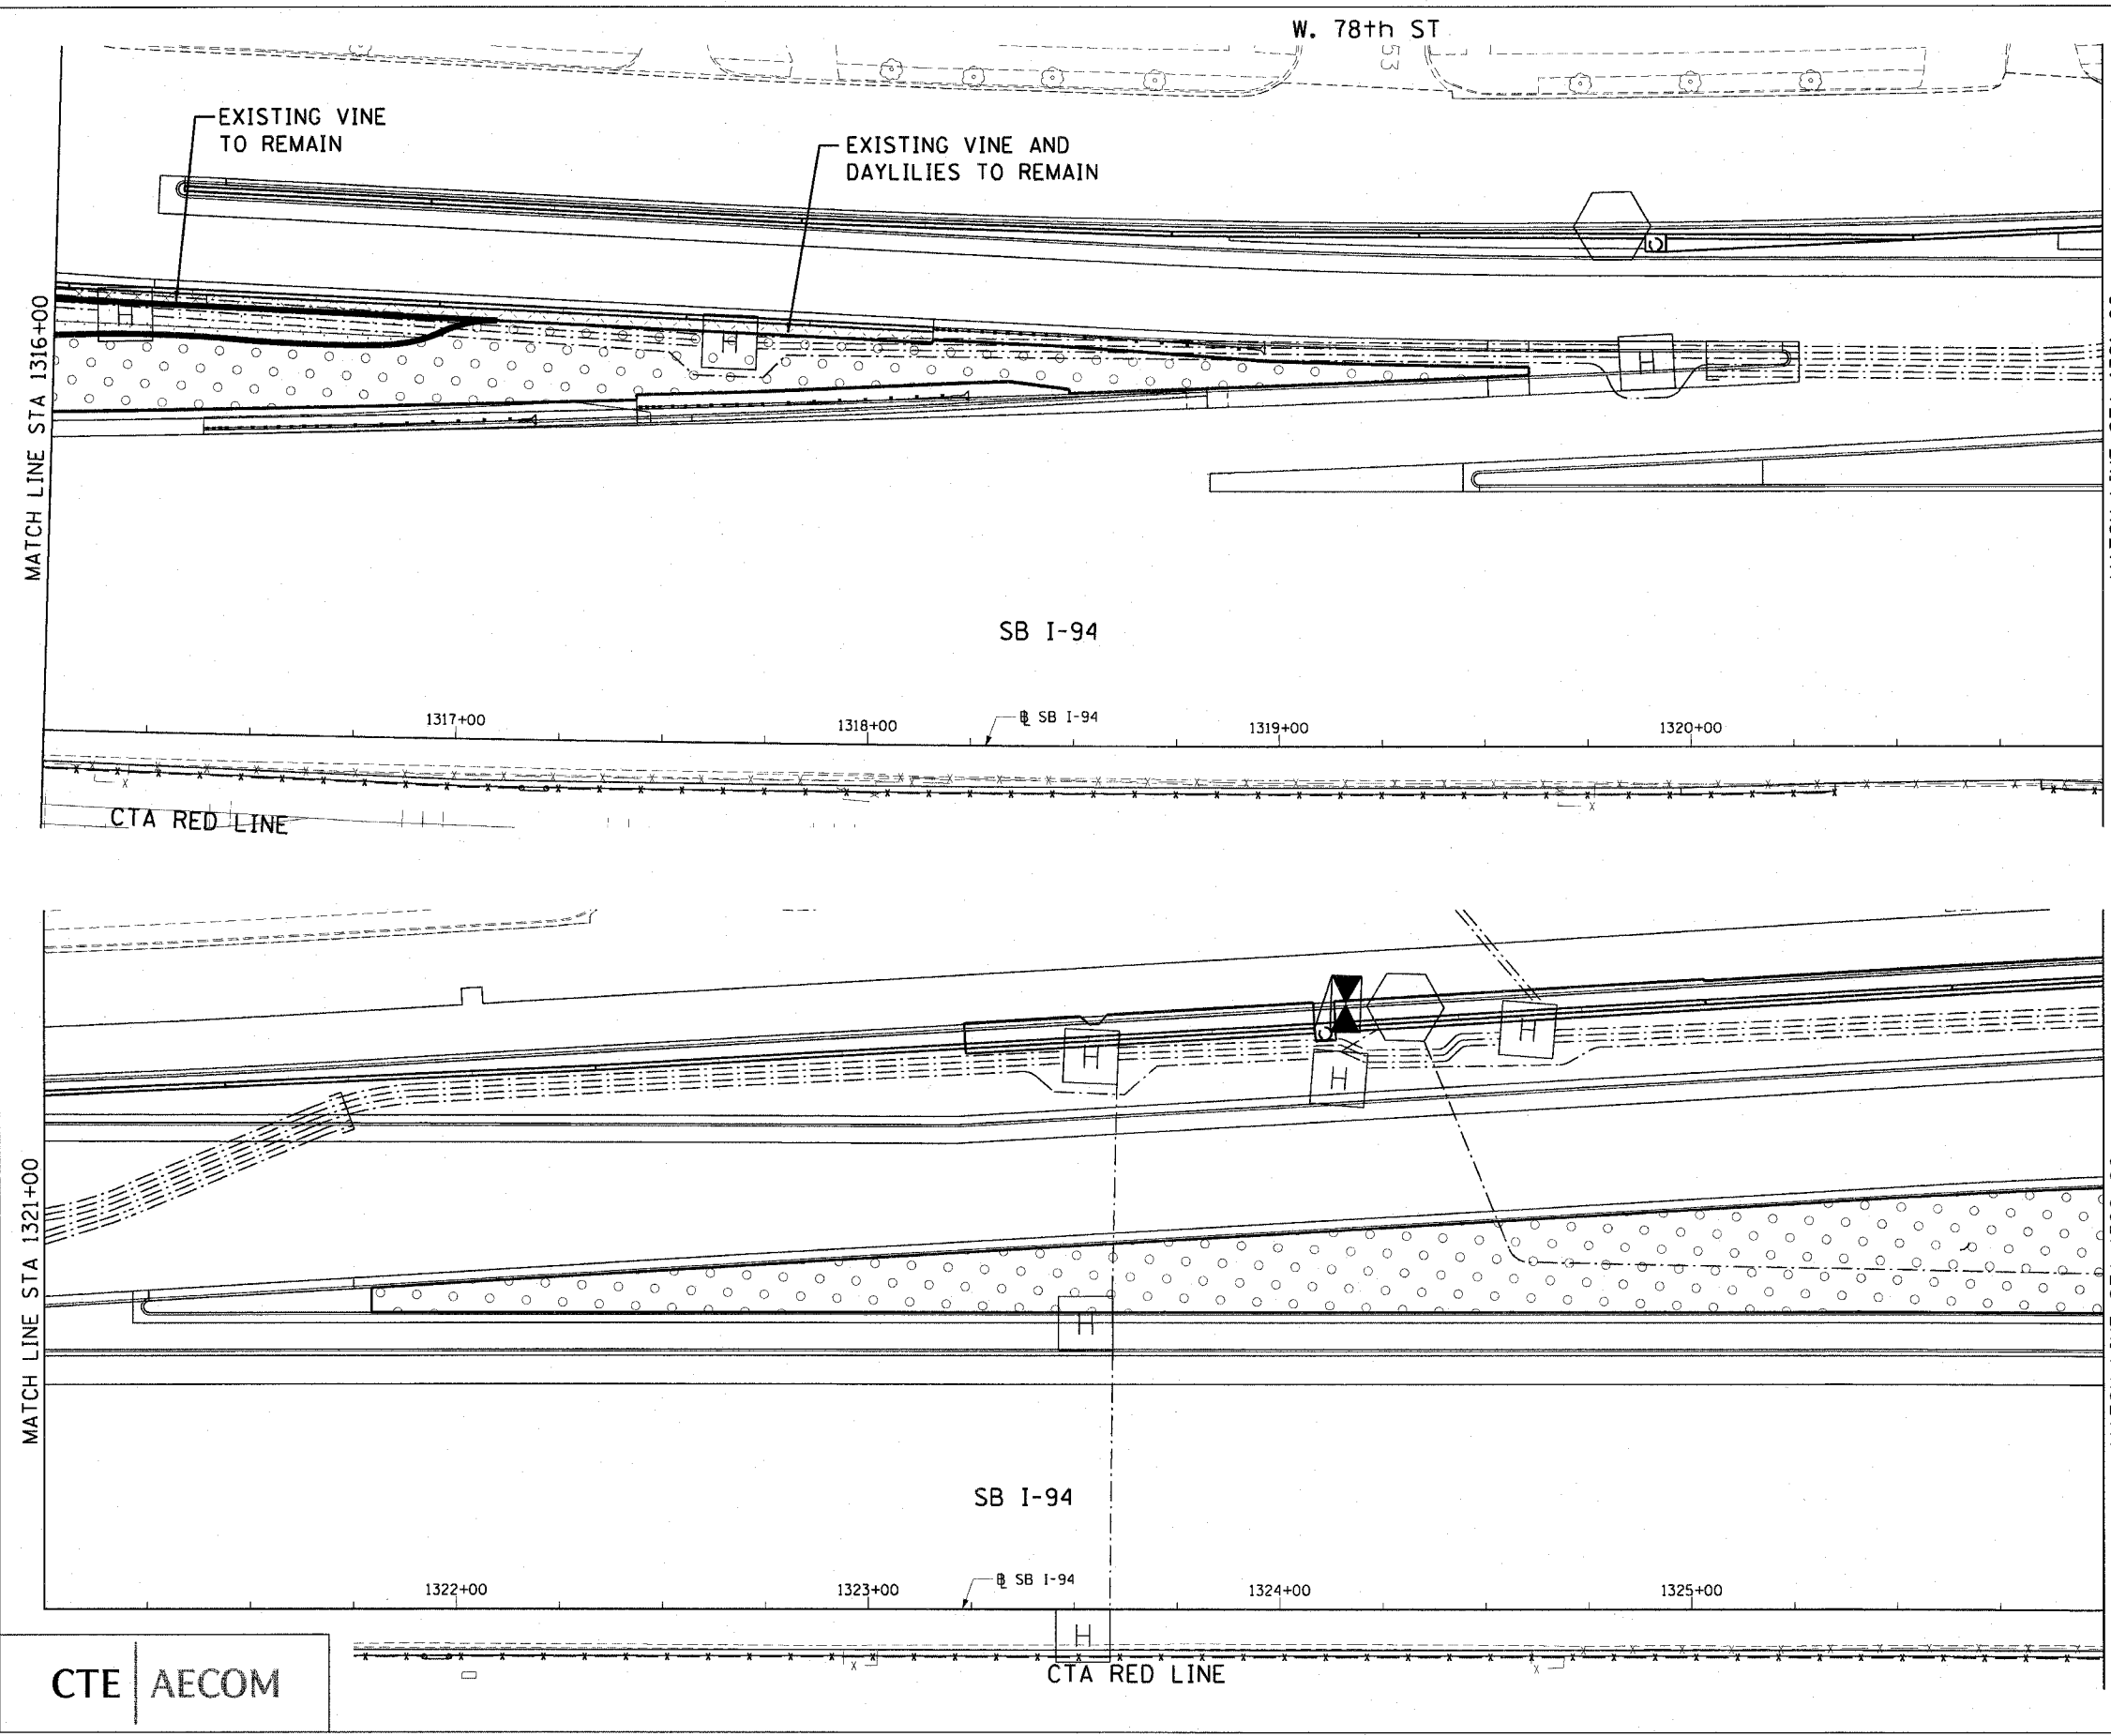 W. 78th ST
53
EXISTING VINE
TO REMAIN
EXISTING VINE AND
DAYLILIES TO REMAIN
C
H
H
H
MATCH LINE STA 1316+00
SB I-94
1317+00
1318+00
℄ SB I-94
1319+00
1320+00
CTA RED LINE
C
H
H
H
H
MATCH LINE STA 1321+00
SB I-94
1322+00
1323+00
℄ SB I-94
1324+00
1325+00
H
CTA RED LINE
CTE | AECOM